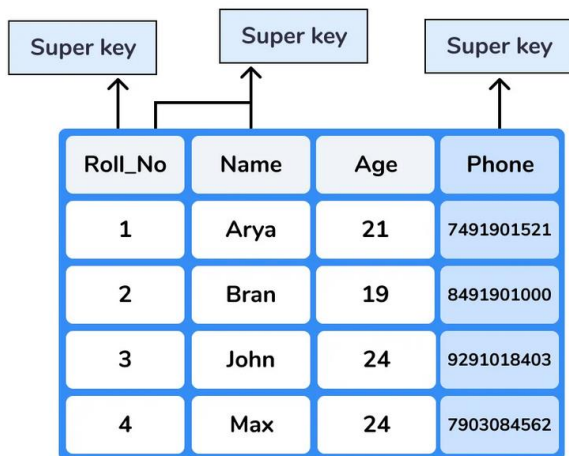 Super key
Super key
Super key
Roll_No Name Age Phone
1 Arya 21 7491901521
2 Bran 19 8491901000
3 John 24 9291018403
4 Max 24 7903084562